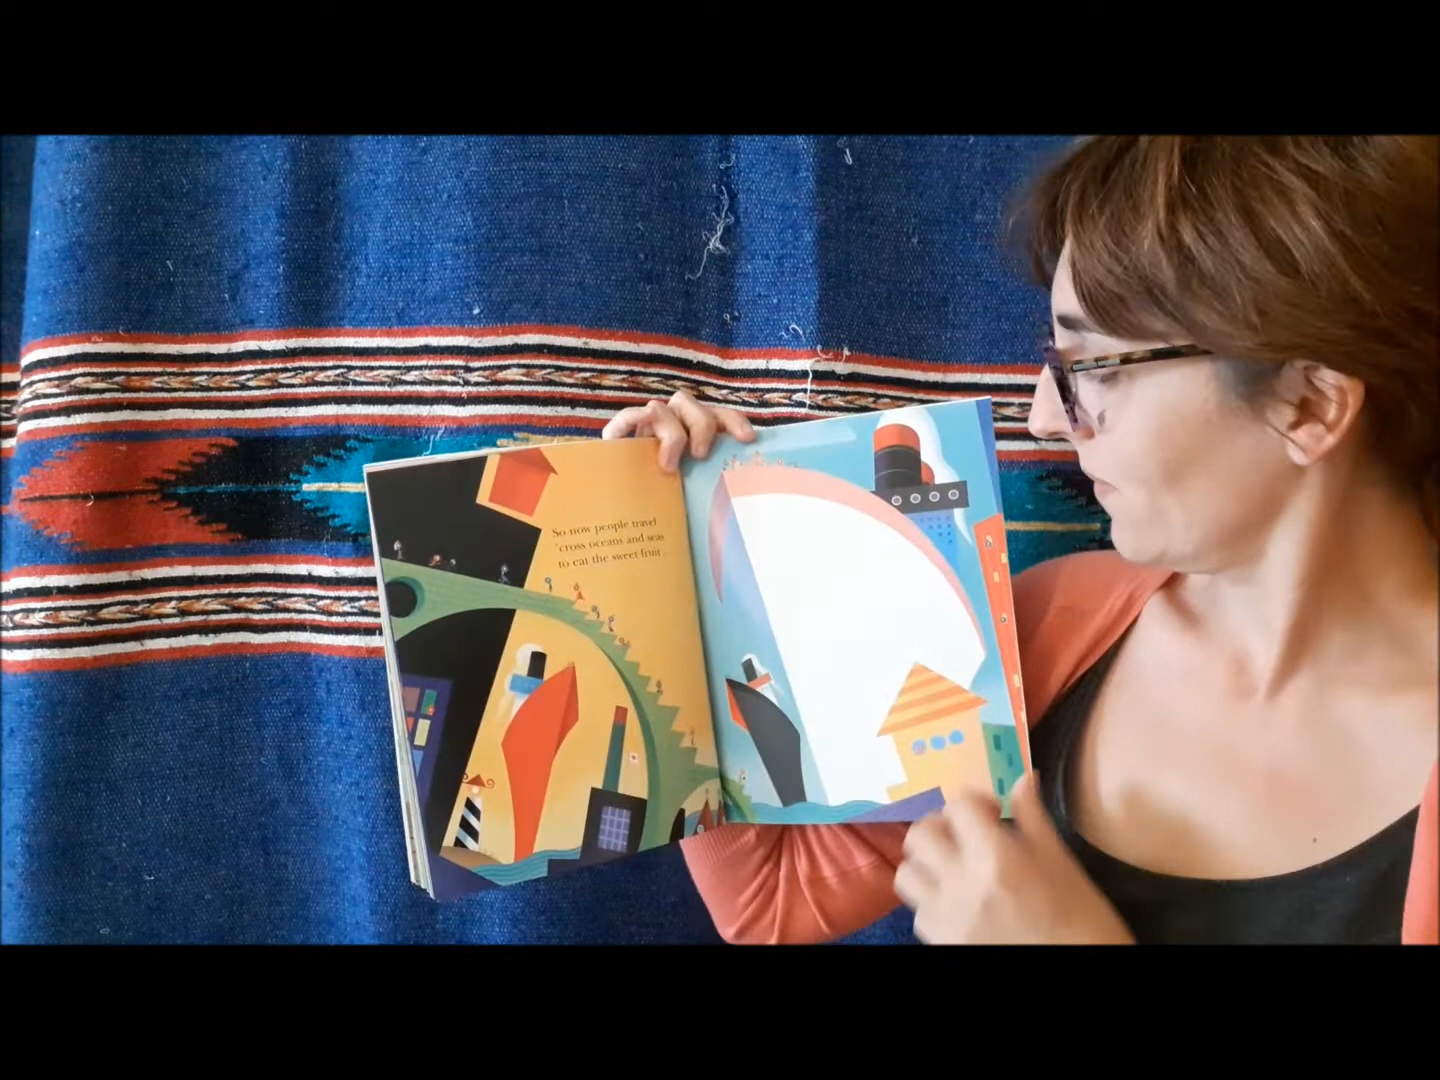 So now people travel
'cross oceans and seas
to eat the sweet fruit ...